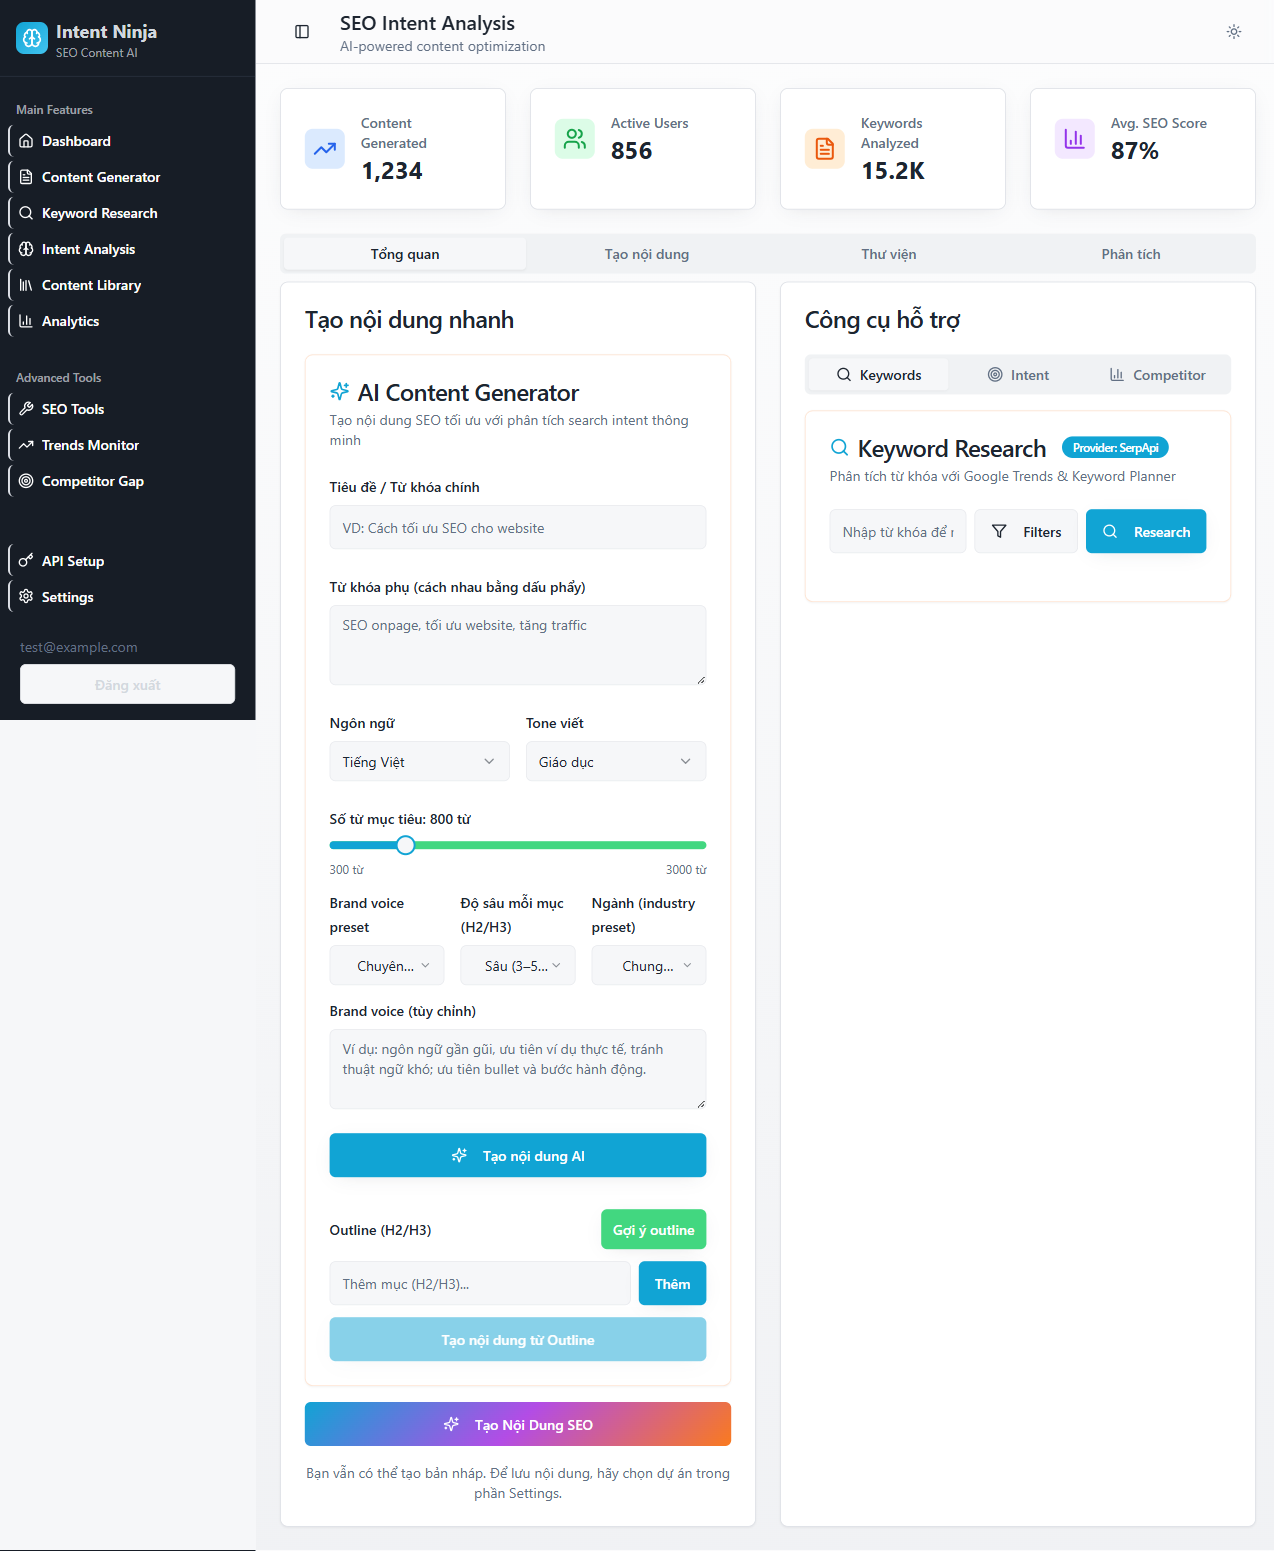 Intent Ninja
SEO Content AI
Main Features
Dashboard
Content Generator
Keyword Research
Intent Analysis
Content Library
Analytics
Advanced Tools
SEO Tools
Trends Monitor
Competitor Gap
API Setup
Settings
test@example.com
Đăng xuất
SEO Intent Analysis
AI-powered content optimization
Content
Generated
1,234
Active Users
856
Keywords
Analyzed
15.2K
Avg. SEO Score
87%
Tổng quan
Tạo nội dung
Thư viện
Phân tích
Tạo nội dung nhanh
AI Content Generator
Tạo nội dung SEO tối ưu với phân tích search intent thông
minh
Tiêu đề / Từ khóa chính
VD: Cách tối ưu SEO cho website
Từ khóa phụ (cách nhau bằng dấu phẩy)
SEO onpage, tối ưu website, tăng traffic
Ngôn ngữ
Tone viết
Tiếng Việt
Giáo dục
Số từ mục tiêu: 800 từ
300 từ
3000 từ
Brand voice
preset
Độ sâu mỗi mục
(H2/H3)
Ngành (industry
preset)
Chuyên...
Sâu (3–5...
Chung...
Brand voice (tùy chỉnh)
Ví dụ: ngôn ngữ gần gũi, ưu tiên ví dụ thực tế, tránh
thuật ngữ khó; ưu tiên bullet và bước hành động.
Tạo nội dung AI
Outline (H2/H3)
Gợi ý outline
Thêm mục (H2/H3)...
Thêm
Tạo nội dung từ Outline
Tạo Nội Dung SEO
Bạn vẫn có thể tạo bản nháp. Để lưu nội dung, hãy chọn dự án trong
phần Settings.
Công cụ hỗ trợ
Keywords
Intent
Competitor
Keyword Research
Provider: SerpApi
Phân tích từ khóa với Google Trends & Keyword Planner
Nhập từ khóa để
Filters
Research